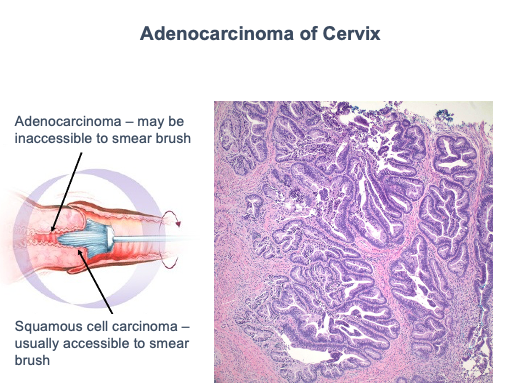 Adenocarcinoma of Cervix
Adenocarcinoma – may be
inaccessible to smear brush
Squamous cell carcinoma –
usually accessible to smear
brush